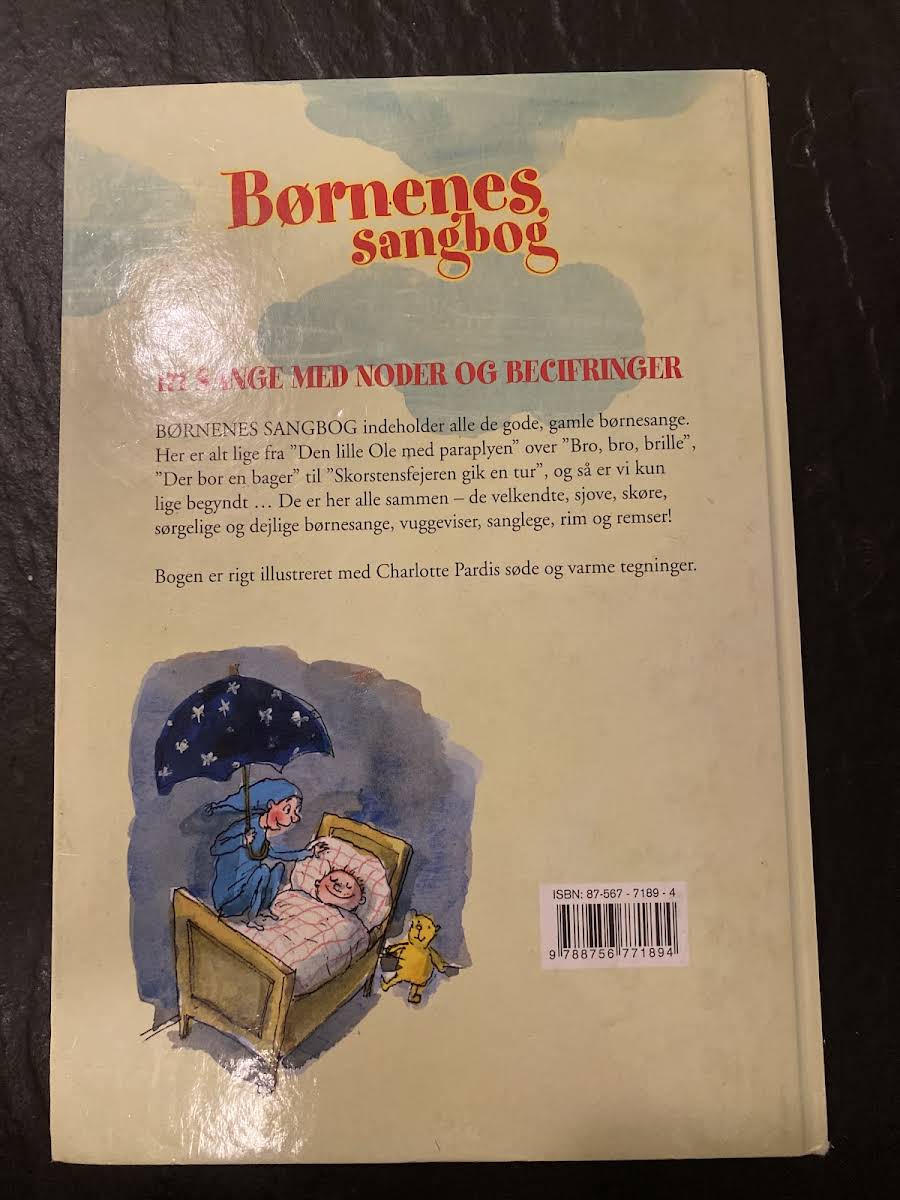 Børnenes
sangbog
SANGE MED NODER OG BECIFRINGER
BØRNENES SANGBOG indeholder alle de gode, gamle børnesange.
Her er alt lige fra ”Den lille Ole med paraplyen” over ”Bro, bro, brille”,
”Der bor en bager” til ”Skorstensfejeren gik en tur”, og så er vi kun
lige begyndt … De er her alle sammen – de velkendte, sjove, skøre,
sørgelige og dejlige børnesange, vuggeviser, sanglege, rim og remser!
Bogen er rigt illustreret med Charlotte Pardis søde og varme tegninger.
ISBN: 87-567 - 7189 - 4
9 788756 771894